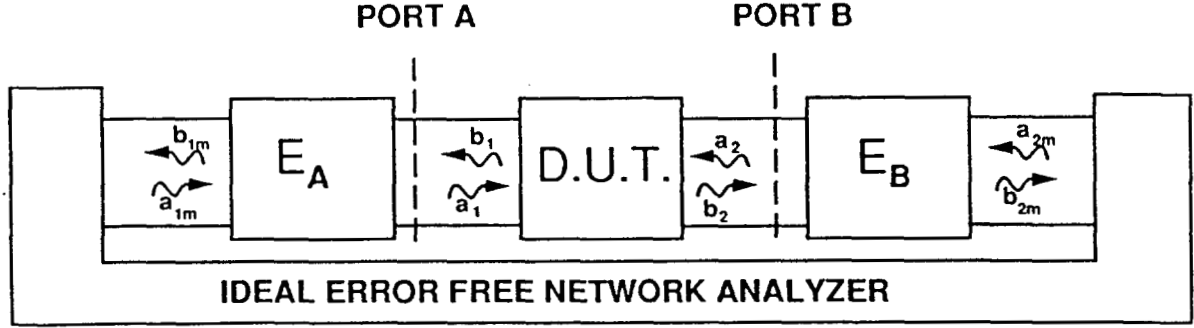 PORT A
PORT B
b1m
a1m
EA
b1
a1
D.U.T.
a2
b2
EB
a2m
b2m
IDEAL ERROR FREE NETWORK ANALYZER